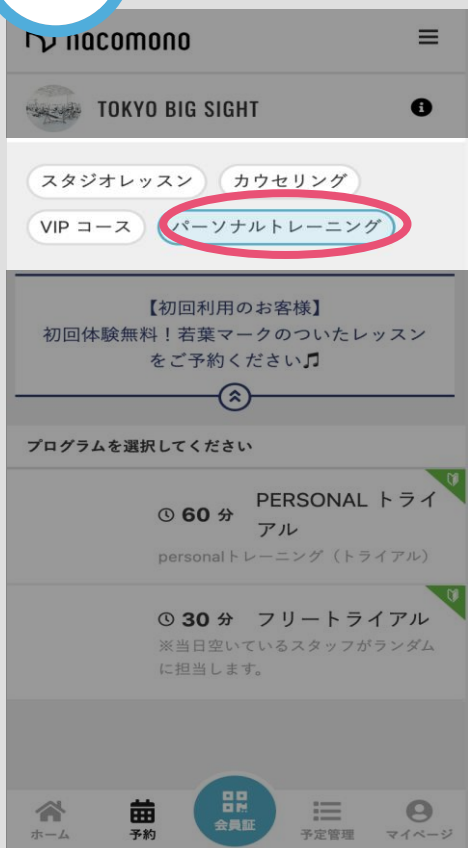 hacomono
TOKYO BIG SIGHT
スタジオレッスン カウセリング
VIP コース パーソナルトレーニング
【初回利用のお客様】
初回体験無料！若葉マークのついたレッスン
をご予約ください🎵
プログラムを選択してください
60 分 PERSONAL トライ
アル
personalトレーニング（トライアル）
30 分 フリートライアル
※当日空いているスタッフがランダム
に担当します。
ホーム 予約 会員証 予定管理 マイページ